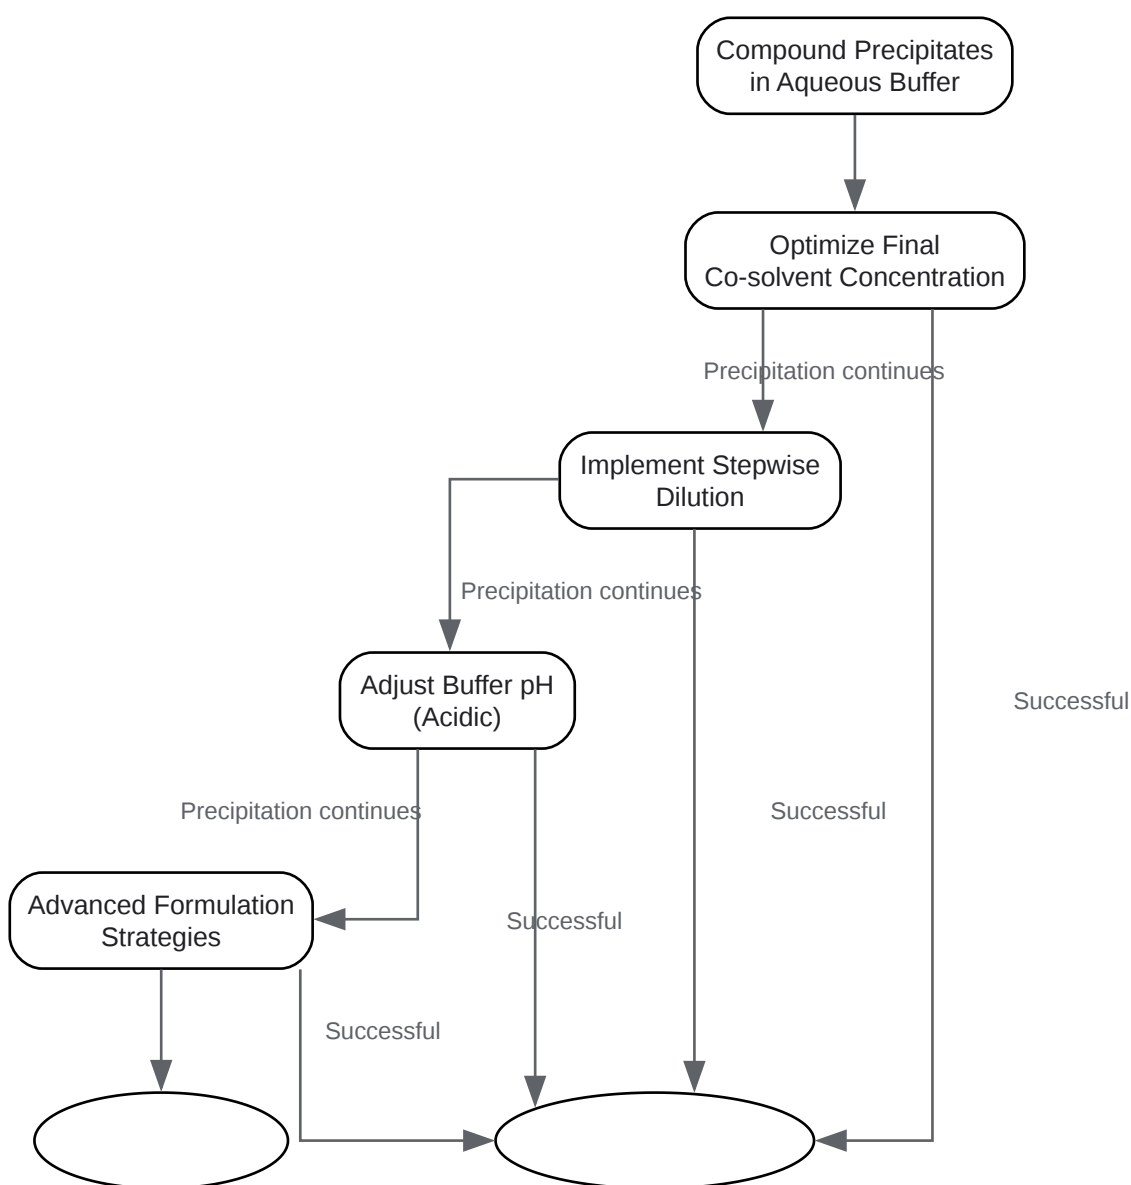 Compound Precipitates
in Aqueous Buffer
Optimize Final
Co-solvent Concentration
Precipitation continues
Implement Stepwise
Dilution
Precipitation continues
Adjust Buffer pH
(Acidic)
Successful
Precipitation continues
Successful
Advanced Formulation
Strategies
Successful
Successful